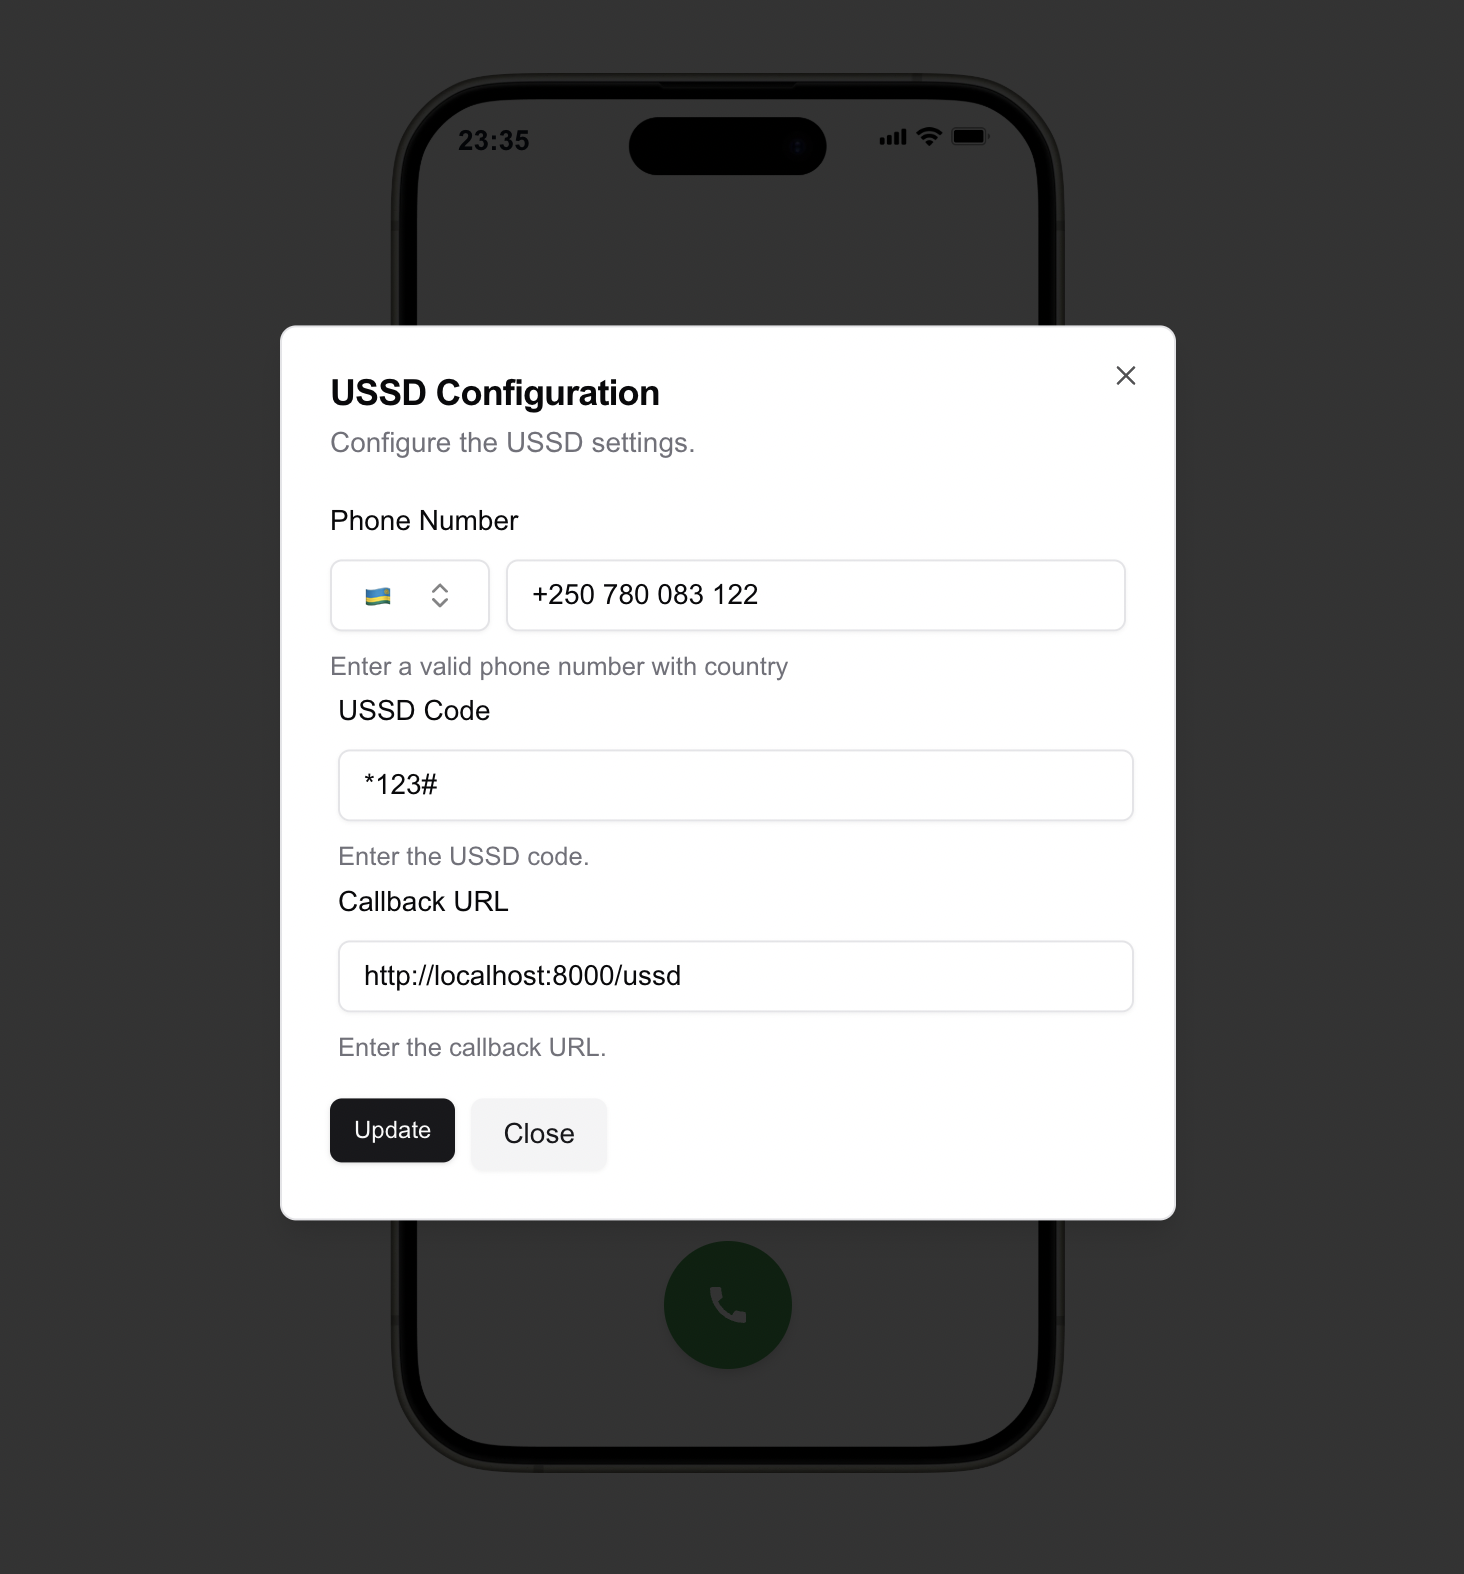 23:35
USSD Configuration
Configure the USSD settings.
Phone Number
+250 780 083 122
Enter a valid phone number with country
USSD Code
*123#
Enter the USSD code.
Callback URL
http://localhost:8000/ussd
Enter the callback URL.
Update
Close